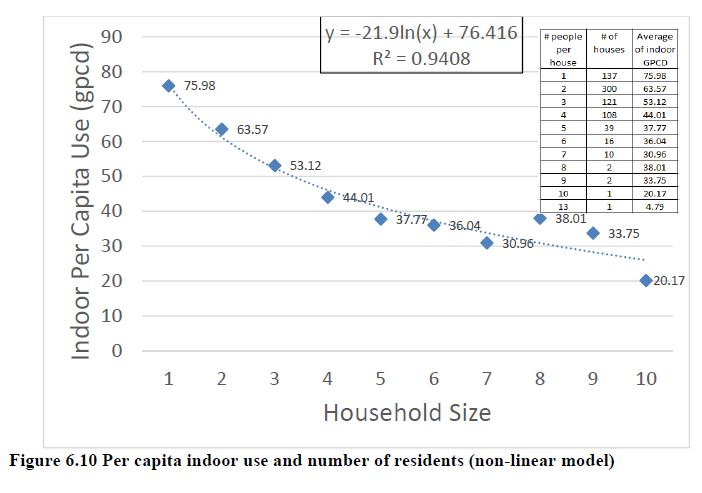 90
80
70
60
50
40
30
20
10
0
Indoor Per Capita Use (gpcd)
y = -21.9ln(x) + 76.416
R² = 0.9408
# people per house # of houses Average of indoor GPCD
1 137 75.98
2 300 63.57
3 121 53.12
4 108 44.01
5 39 37.77
6 16 36.04
7 10 30.96
8 2 38.01
9 2 33.75
10 1 20.17
13 1 4.79
75.98
63.57
53.12
44.01
37.77
36.04
30.96
38.01
33.75
20.17
1 2 3 4 5 6 7 8 9 10
Household Size
Figure 6.10 Per capita indoor use and number of residents (non-linear model)